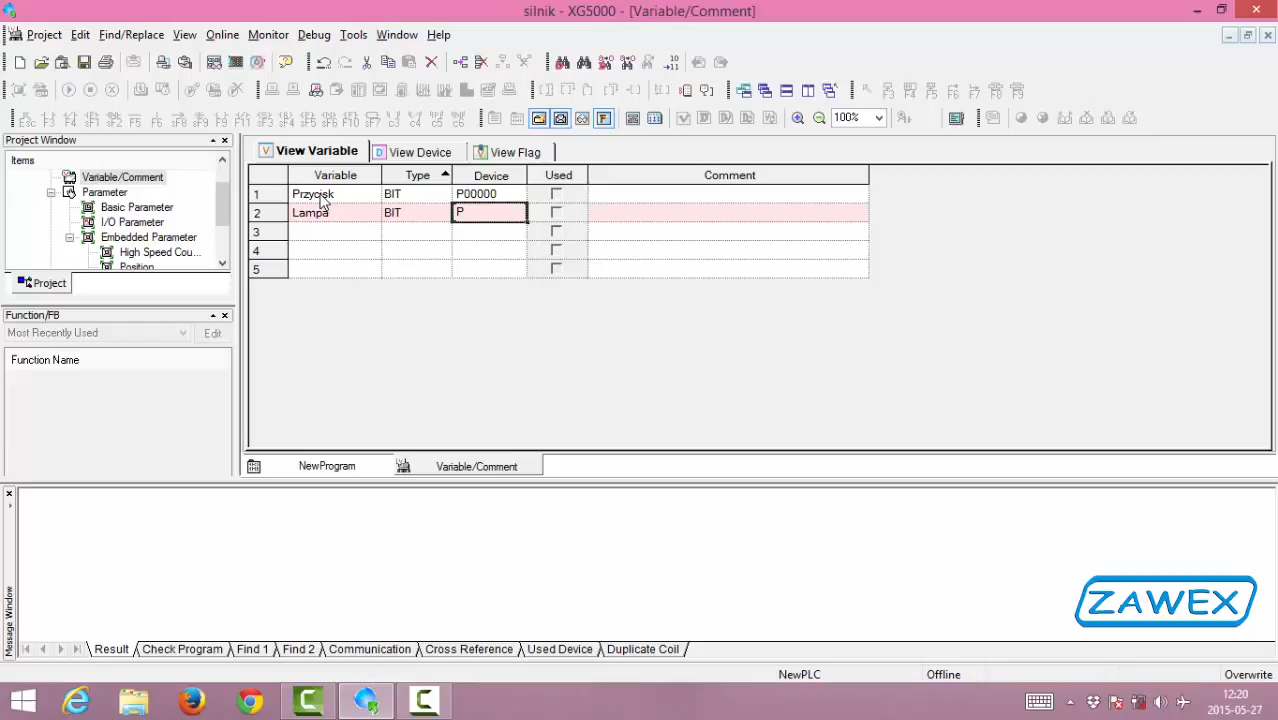 silnik - XG5000 - [Variable/Comment]
Project Edit Find/Replace View Online Monitor Debug Tools Window Help
100%
Project Window
Items
Variable/Comment
Parameter
Basic Parameter
I/O Parameter
Embedded Parameter
High Speed Cou...
Position
Project
Function/FB
Most Recently Used
Edit
Function Name
View Variable View Device View Flag
Variable Type Device Used Comment
1 Przycisk BIT P00000
2 Lampa BIT P
3
4
5
NewProgram Variable/Comment
Message Window
ZAWEX
Result Check Program Find 1 Find 2 Communication Cross Reference Used Device Duplicate Coil
NewPLC Offline Overwrite
12:20
2015-05-27